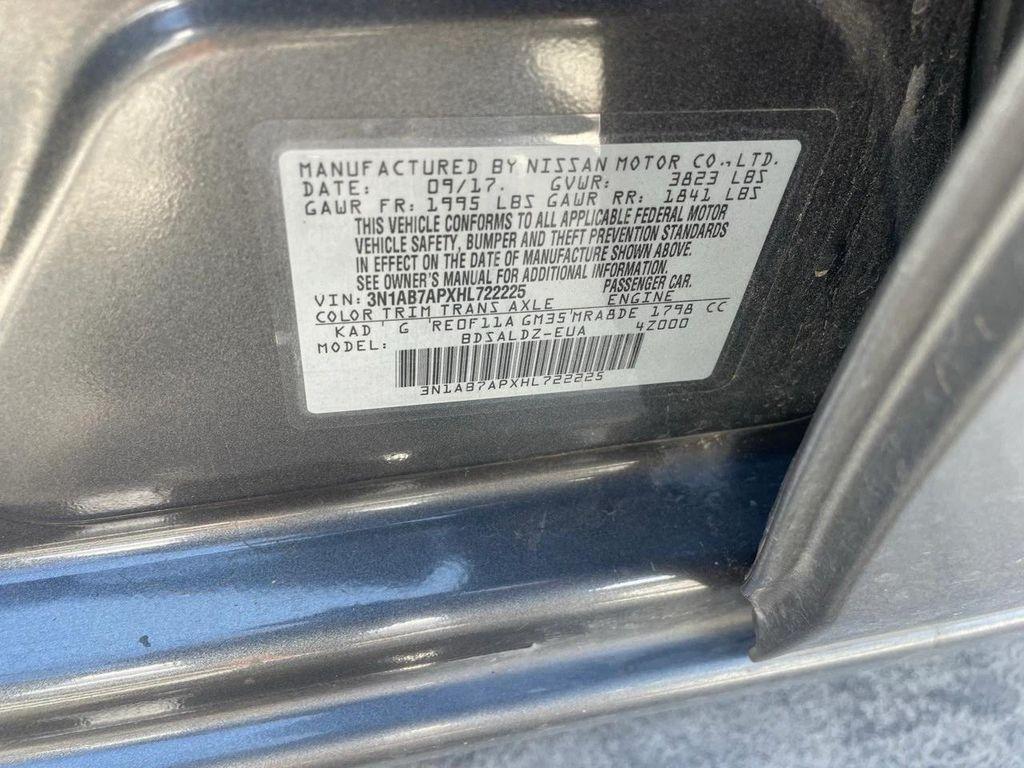 MANUFACTURED BY NISSAN MOTOR CO.,LTD.
DATE: 09/17. GVWR: 3823 LBS
GAWR FR: 1995 LBS GAWR RR: 1841 LBS
THIS VEHICLE CONFORMS TO ALL APPLICABLE FEDERAL MOTOR
VEHICLE SAFETY, BUMPER AND THEFT PREVENTION STANDARDS
IN EFFECT ON THE DATE OF MANUFACTURE SHOWN ABOVE.
SEE OWNER'S MANUAL FOR ADDITIONAL INFORMATION.
VIN: 3N1AB7APXHL722225 PASSENGER CAR.
COLOR TRIM TRANS AXLE ENGINE
KAD G RE0F11A GM35 MRA8DE 1798 CC
MODEL: BDSALDZ-EUA 4Z000
3N1AB7APXHL722225